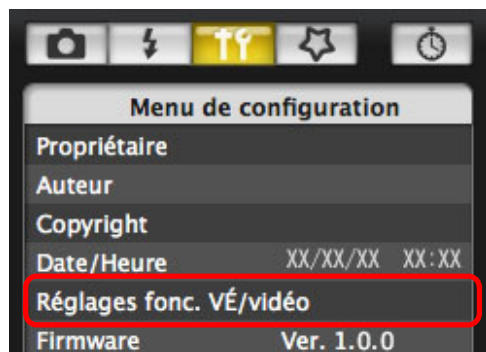 Menu de configuration
Propriétaire
Auteur
Copyright
Date/Heure XX/XX/XX XX:XX
Réglages fonc. VÉ/vidéo
Firmware Ver. 1.0.0